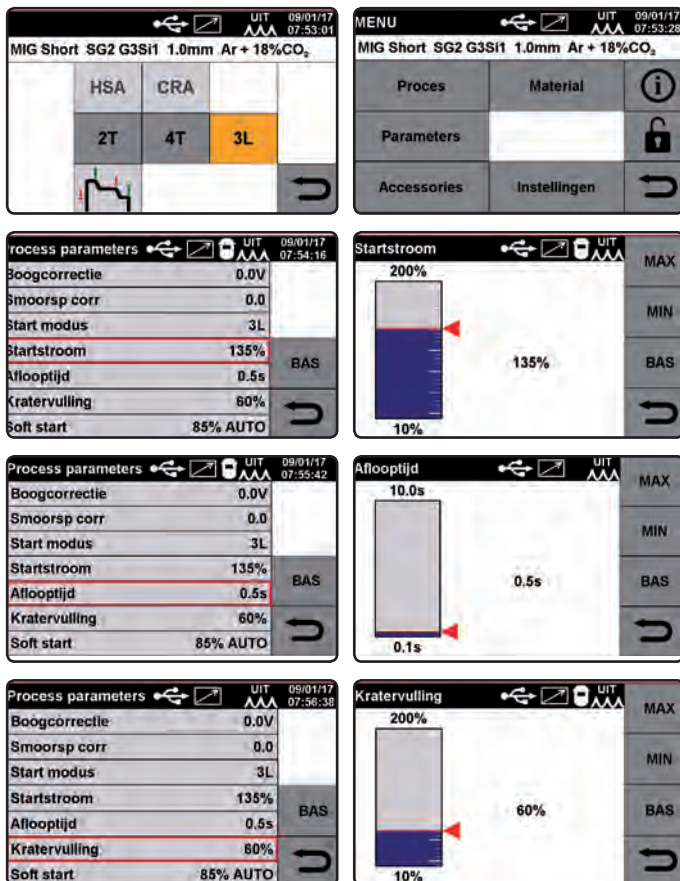 UIT 09/01/17
07:53:01
MIG Short SG2 G3Si1 1.0mm Ar + 18%CO₂
HSA CRA
2T 4T 3L
MENU UIT 09/01/17
07:53:28
MIG Short SG2 G3Si1 1.0mm Ar + 18%CO₂
Proces Material
Parameters
Accessories Instellingen
rocess parameters UIT 09/01/17
07:54:16
Boogcorrectie 0.0V
Smoorsp corr 0.0
Start modus 3L
Startstroom 135%
Aflooptijd 0.5s
Kratervulling 60%
Soft start 85% AUTO
BAS
Startstroom UIT
200%
135%
10%
MAX
MIN
BAS
Process parameters UIT 09/01/17
07:55:42
Boogcorrectie 0.0V
Smoorsp corr 0.0
Start modus 3L
Startstroom 135%
Aflooptijd 0.5s
Kratervulling 60%
Soft start 85% AUTO
BAS
Aflooptijd UIT
10.0s
0.5s
0.1s
MAX
MIN
BAS
Process parameters UIT 09/01/17
07:56:38
Boogcorrectie 0.0V
Smoorsp corr 0.0
Start modus 3L
Startstroom 135%
Aflooptijd 0.5s
Kratervulling 60%
Soft start 85% AUTO
BAS
Kratervulling UIT
200%
60%
10%
MAX
MIN
BAS